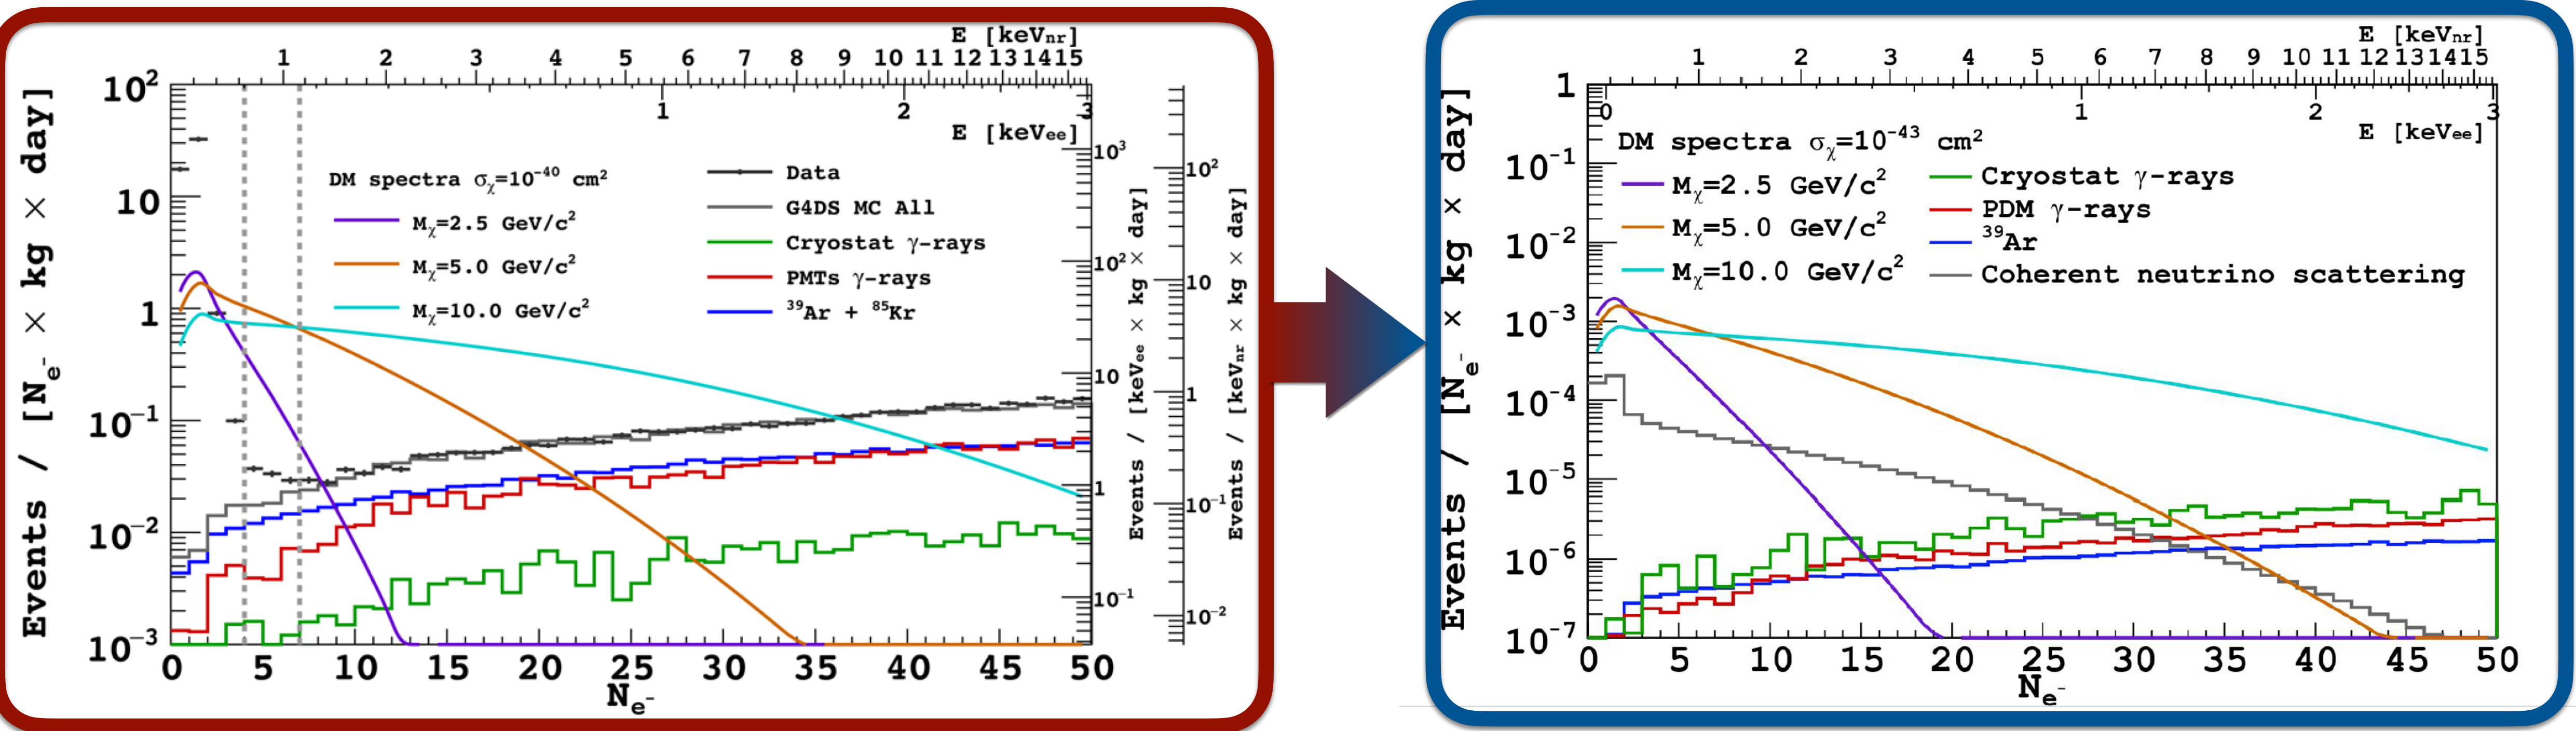 E [keVnr]
1 2 3 4 5 6 7 8 9 10 11 12 13 14 15
1 2 3
E [keVee]
Events / [Ne- × kg × day]
10²
10
1
10⁻¹
10⁻²
10⁻³
DM spectra σχ=10⁻⁴⁰ cm²
Mχ=2.5 GeV/c²
Mχ=5.0 GeV/c²
Mχ=10.0 GeV/c²
Data
G4DS MC All
Cryostat γ-rays
PMTs γ-rays
³⁹Ar + ⁸⁵Kr
10³
10²
10
1
10⁻¹
Events / [keVee × kg × day]
10²
10
1
10⁻¹
10⁻²
Events / [keVnr × kg × day]
0 5 10 15 20 25 30 35 40 45 50
Ne-
E [keVnr]
1 2 3 4 5 6 7 8 9 10 11 12 13 14 15
0 1 2 3
E [keVee]
Events / [Ne- × kg × day]
1
10⁻¹
10⁻²
10⁻³
10⁻⁴
10⁻⁵
10⁻⁶
10⁻⁷
DM spectra σχ=10⁻⁴³ cm²
Mχ=2.5 GeV/c²
Mχ=5.0 GeV/c²
Mχ=10.0 GeV/c²
Cryostat γ-rays
PDM γ-rays
³⁹Ar
Coherent neutrino scattering
0 5 10 15 20 25 30 35 40 45 50
Ne-